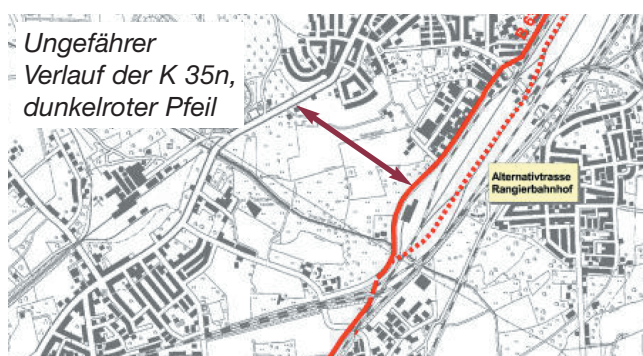 Ungefährer
Verlauf der K 35n,
dunkelroter Pfeil
Alternativtrasse
Rangierbahnhof